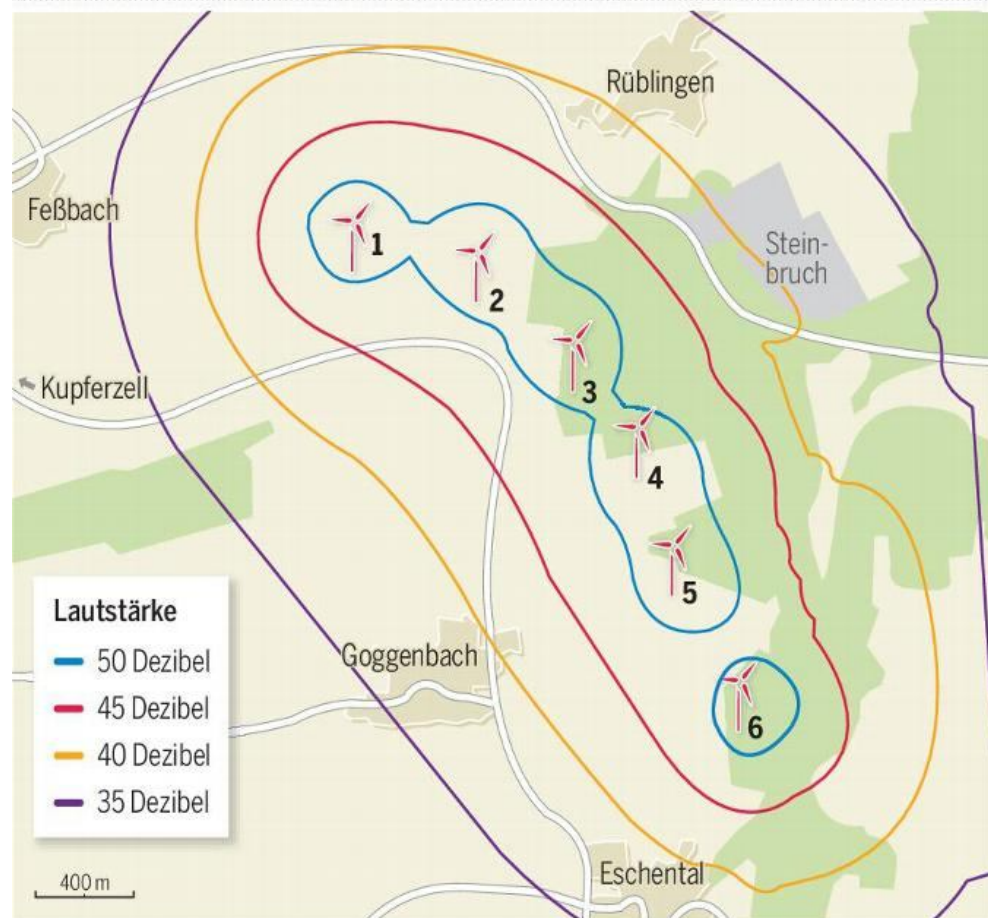 Rüblingen
Feßbach
Stein-
bruch
1
2
3
Kupferzell
4
5
Lautstärke
50 Dezibel
45 Dezibel
40 Dezibel
35 Dezibel
Goggenbach
6
Eschental
400 m